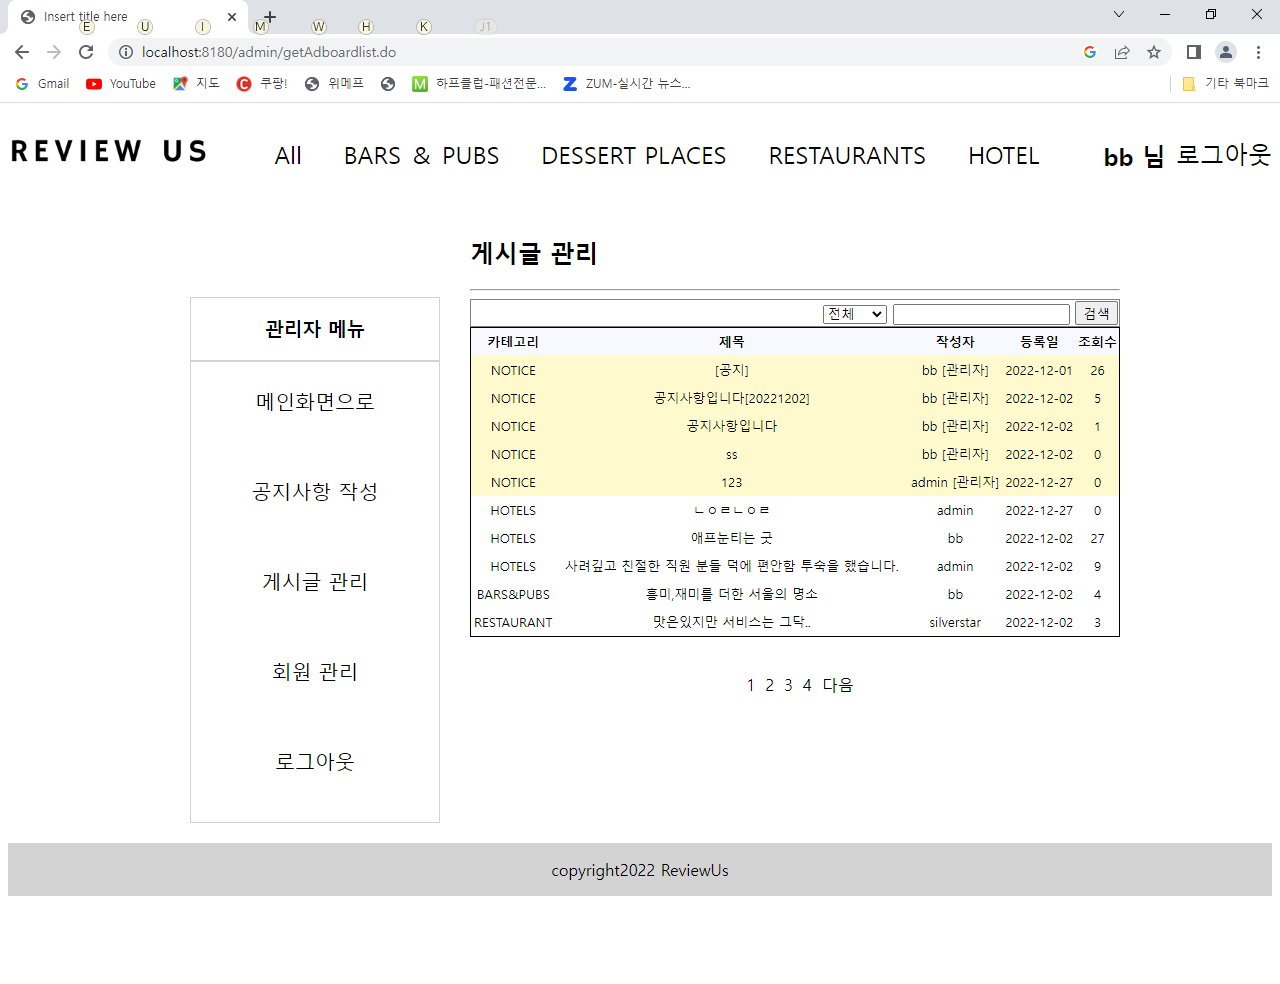 Insert title here
E U I M W H K J1
localhost:8180/admin/getAdboardlist.do
Gmail YouTube 지도 쿠팡! 위메프 하프클럽-패션전문... ZUM-실시간 뉴스... 기타 북마크
REVIEW US All BARS & PUBS DESSERT PLACES RESTAURANTS HOTEL bb 님 로그아웃
게시글 관리
관리자 메뉴
메인화면으로
공지사항 작성
게시글 관리
회원 관리
로그아웃
전체 검색
카테고리 제목 작성자 등록일 조회수
NOTICE [공지] bb [관리자] 2022-12-01 26
NOTICE 공지사항입니다[20221202] bb [관리자] 2022-12-02 5
NOTICE 공지사항입니다 bb [관리자] 2022-12-02 1
NOTICE ss bb [관리자] 2022-12-02 0
NOTICE 123 admin [관리자] 2022-12-27 0
HOTELS ㄴㅇㄹㄴㅇㄹ admin 2022-12-27 0
HOTELS 애프눈티는 굿 bb 2022-12-02 27
HOTELS 사려깊고 친절한 직원 분들 덕에 편안함 투숙을 했습니다. admin 2022-12-02 9
BARS&PUBS 흥미,재미를 더한 서울의 명소 bb 2022-12-02 4
RESTAURANT 맛은있지만 서비스는 그닥.. silverstar 2022-12-02 3
1 2 3 4 다음
copyright2022 ReviewUs